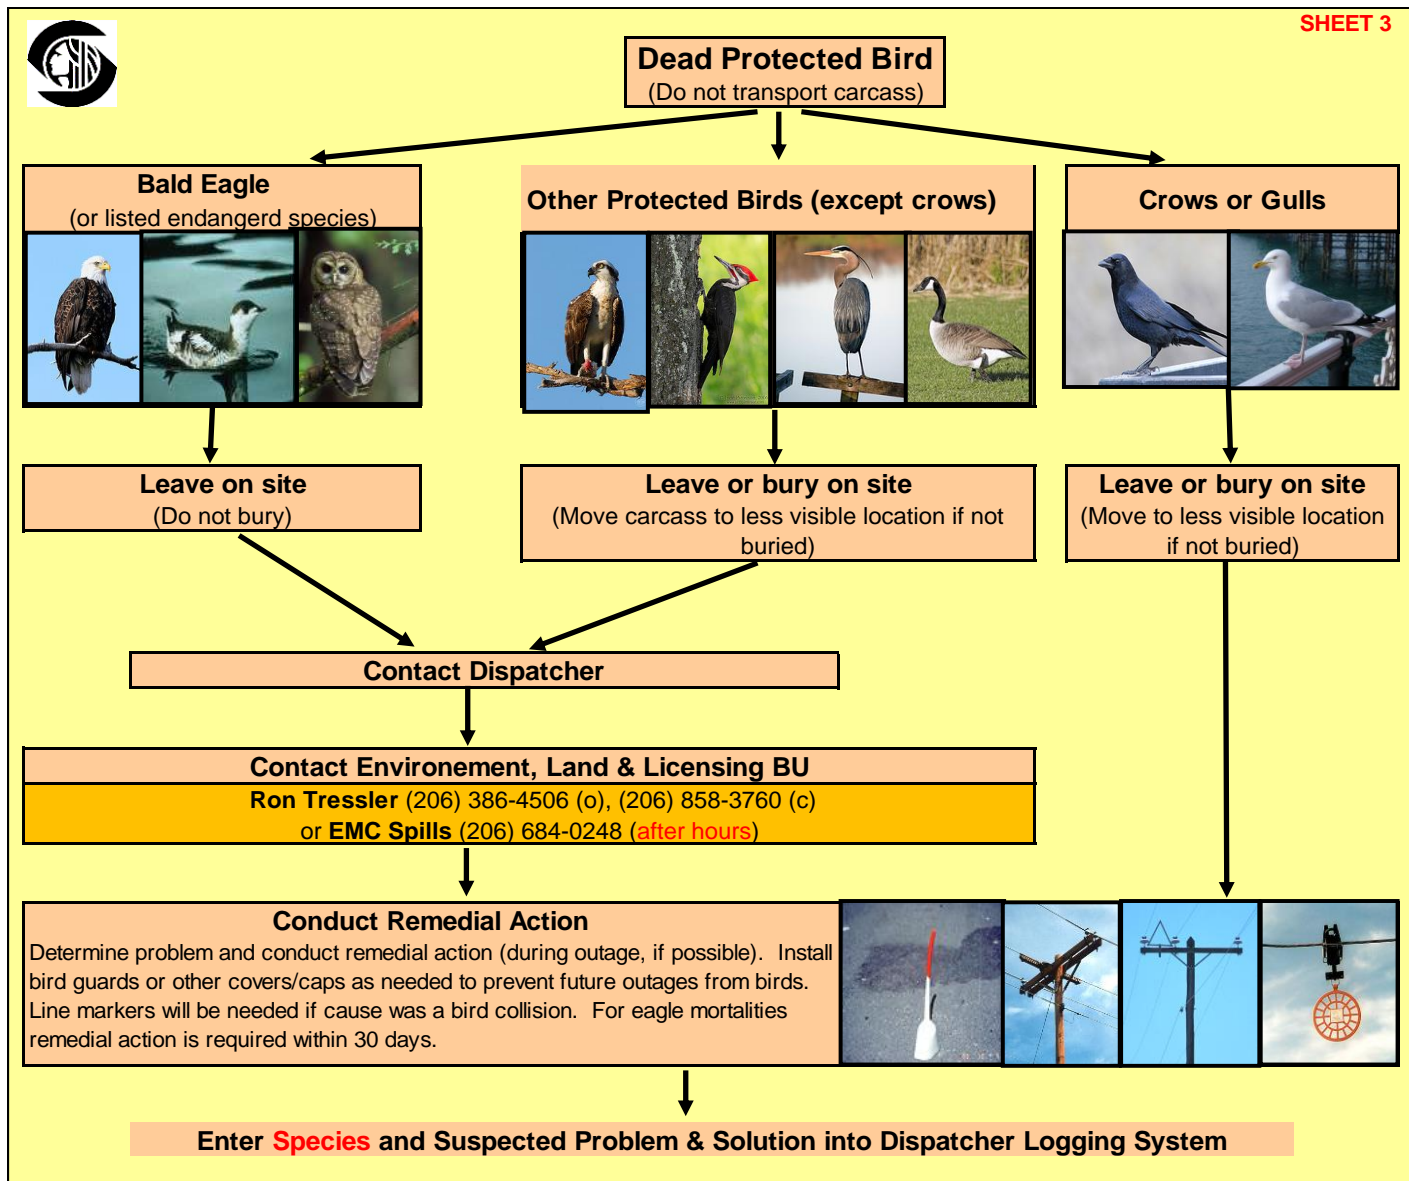 SHEET 3
Dead Protected Bird
(Do not transport carcass)
Bald Eagle
(or listed endangerd species)
Other Protected Birds (except crows)
Crows or Gulls
Leave on site
(Do not bury)
Leave or bury on site
(Move carcass to less visible location if not
buried)
Leave or bury on site
(Move to less visible location
if not buried)
Contact Dispatcher
Contact Environement, Land & Licensing BU
Ron Tressler (206) 386-4506 (o), (206) 858-3760 (c)
or EMC Spills (206) 684-0248 (after hours)
Conduct Remedial Action
Determine problem and conduct remedial action (during outage, if possible).  Install
bird guards or other covers/caps as needed to prevent future outages from birds.
Line markers will be needed if cause was a bird collision.  For eagle mortalities
remedial action is required within 30 days.
Enter Species and Suspected Problem & Solution into Dispatcher Logging System